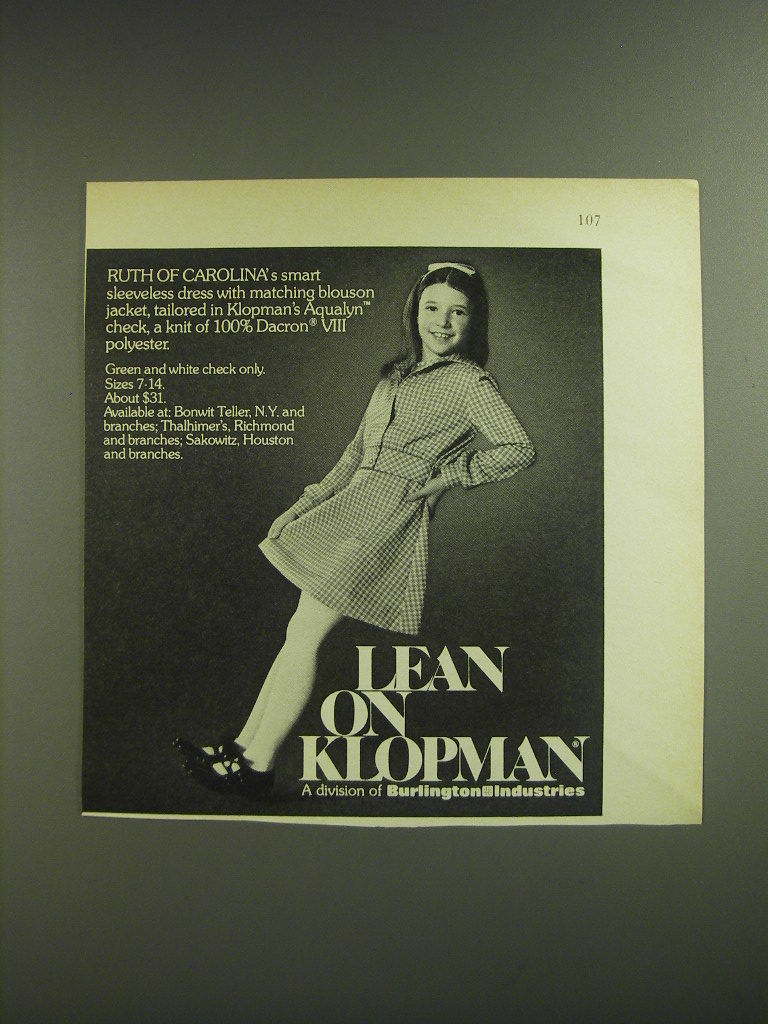 107
RUTH OF CAROLINA's smart
sleeveless dress with matching blouson
jacket, tailored in Klopman's Aqualyn™
check, a knit of 100% Dacron® VIII
polyester.
Green and white check only.
Sizes 7-14.
About $31.
Available at: Bonwit Teller, N.Y. and
branches; Thalhimer's, Richmond
and branches; Sakowitz, Houston
and branches.
LEAN
ON
KLOPMAN®
A division of Burlington Industries